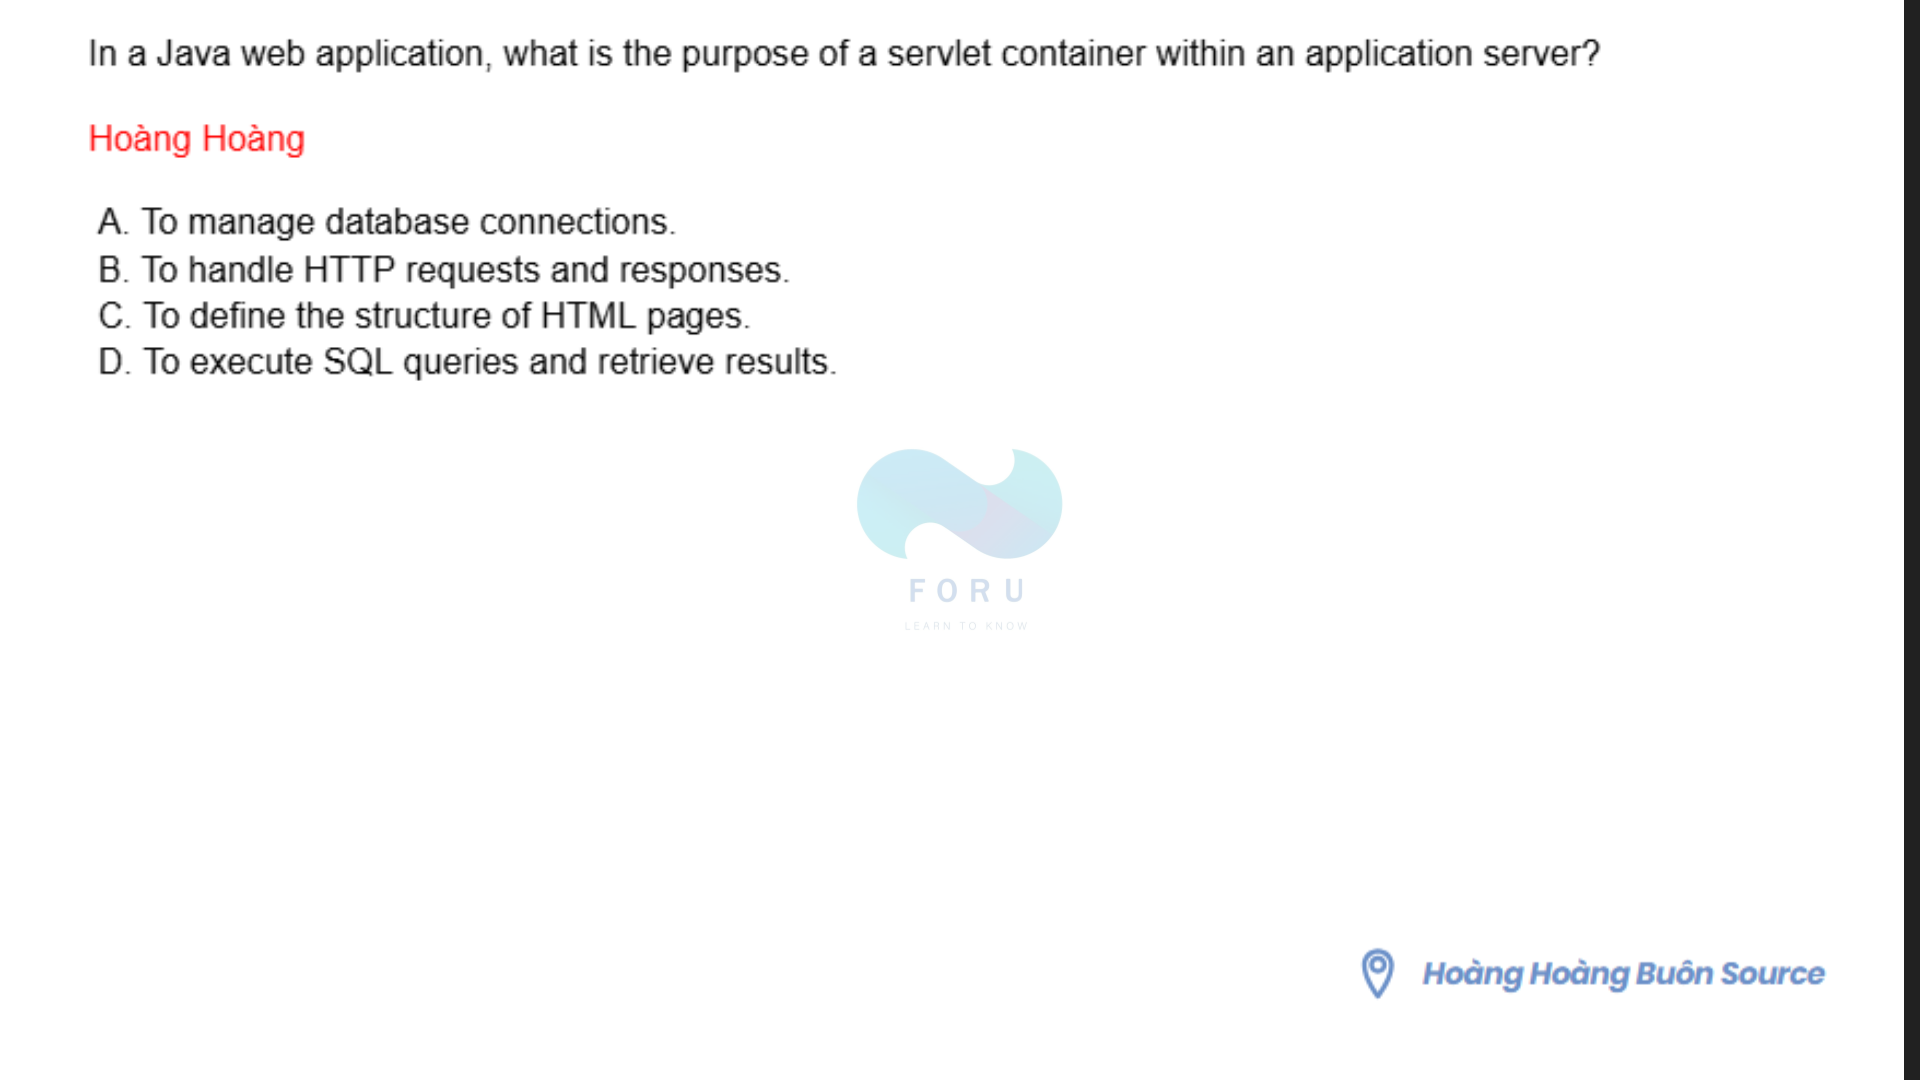 In a Java web application, what is the purpose of a servlet container within an application server?
Hoàng Hoàng
A. To manage database connections.
B. To handle HTTP requests and responses.
C. To define the structure of HTML pages.
D. To execute SQL queries and retrieve results.
FORU
LEARN TO KNOW
Hoàng Hoàng Buôn Source